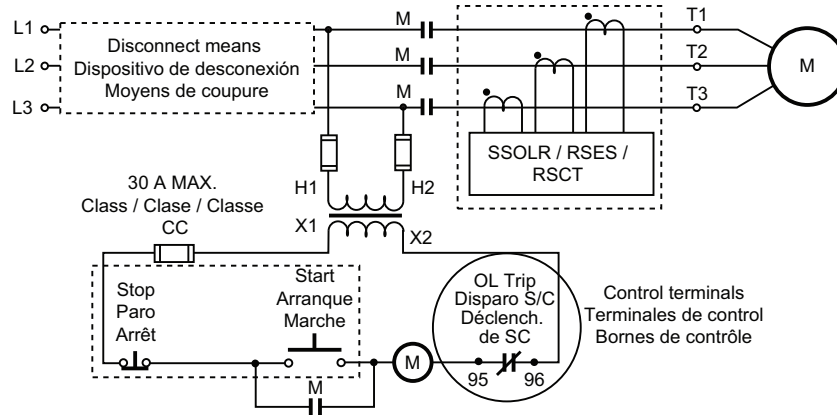 L1
L2
L3
Disconnect means
Dispositivo de desconexión
Moyens de coupure
M
M
M
T1
T2
T3
M
SSOLR / RSES /
RSCT
H1
H2
30 A MAX.
Class / Clase / Classe
CC
X1
X2
Stop
Paro
Arrêt
Start
Arranque
Marche
M
M
OL Trip
Disparo S/C
Déclench.
de SC
95
96
Control terminals
Terminales de control
Bornes de contrôle